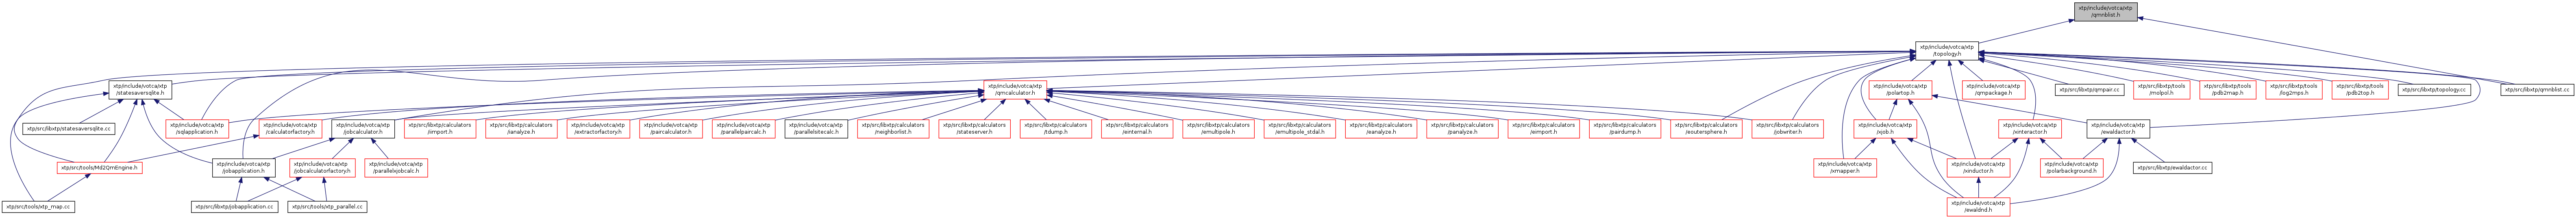 xtp/include/votca/xtp
/qmnblist.h
xtp/include/votca/xtp
/topology.h
xtp/include/votca/xtp
/statesaversqlite.h
xtp/include/votca/xtp
/qmcalculator.h
xtp/include/votca/xtp
/polartop.h
xtp/include/votca/xtp
/qmpackage.h
xtp/src/libxtp/qmpair.cc
xtp/src/libxtp/tools
/molpol.h
xtp/src/libxtp/tools
/pdb2map.h
xtp/src/libxtp/tools
/log2mps.h
xtp/src/libxtp/tools
/pdb2top.h
xtp/src/libxtp/topology.cc
xtp/src/libxtp/qmnblist.cc
xtp/src/libxtp/statesaversqlite.cc
xtp/include/votca/xtp
/sqlapplication.h
xtp/include/votca/xtp
/calculatorfactory.h
xtp/include/votca/xtp
/jobcalculator.h
xtp/src/libxtp/calculators
/iimport.h
xtp/src/libxtp/calculators
/ianalyze.h
xtp/include/votca/xtp
/extractorfactory.h
xtp/include/votca/xtp
/paircalculator.h
xtp/include/votca/xtp
/parallelpaircalc.h
xtp/include/votca/xtp
/parallelsitecalc.h
xtp/src/libxtp/calculators
/neighborlist.h
xtp/src/libxtp/calculators
/stateserver.h
xtp/src/libxtp/calculators
/tdump.h
xtp/src/libxtp/calculators
/einternal.h
xtp/src/libxtp/calculators
/emultipole.h
xtp/src/libxtp/calculators
/emultipole_stdal.h
xtp/src/libxtp/calculators
/eanalyze.h
xtp/src/libxtp/calculators
/panalyze.h
xtp/src/libxtp/calculators
/eimport.h
xtp/src/libxtp/calculators
/pairdump.h
xtp/src/libxtp/calculators
/eoutersphere.h
xtp/src/libxtp/calculators
/jobwriter.h
xtp/include/votca/xtp
/xjob.h
xtp/include/votca/xtp
/xinteractor.h
xtp/include/votca/xtp
/ewaldactor.h
xtp/src/tools/Md2QmEngine.h
xtp/include/votca/xtp
/jobapplication.h
xtp/include/votca/xtp
/jobcalculatorfactory.h
xtp/include/votca/xtp
/parallelxjobcalc.h
xtp/include/votca/xtp
/xmapper.h
xtp/include/votca/xtp
/xinductor.h
xtp/include/votca/xtp
/polarbackground.h
xtp/src/libxtp/ewaldactor.cc
xtp/src/tools/xtp_map.cc
xtp/src/libxtp/jobapplication.cc
xtp/src/tools/xtp_parallel.cc
xtp/include/votca/xtp
/ewaldnd.h